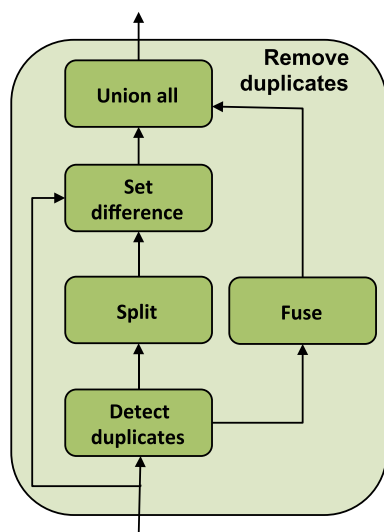 Remove
duplicates
Union all
Set
difference
Split
Fuse
Detect
duplicates